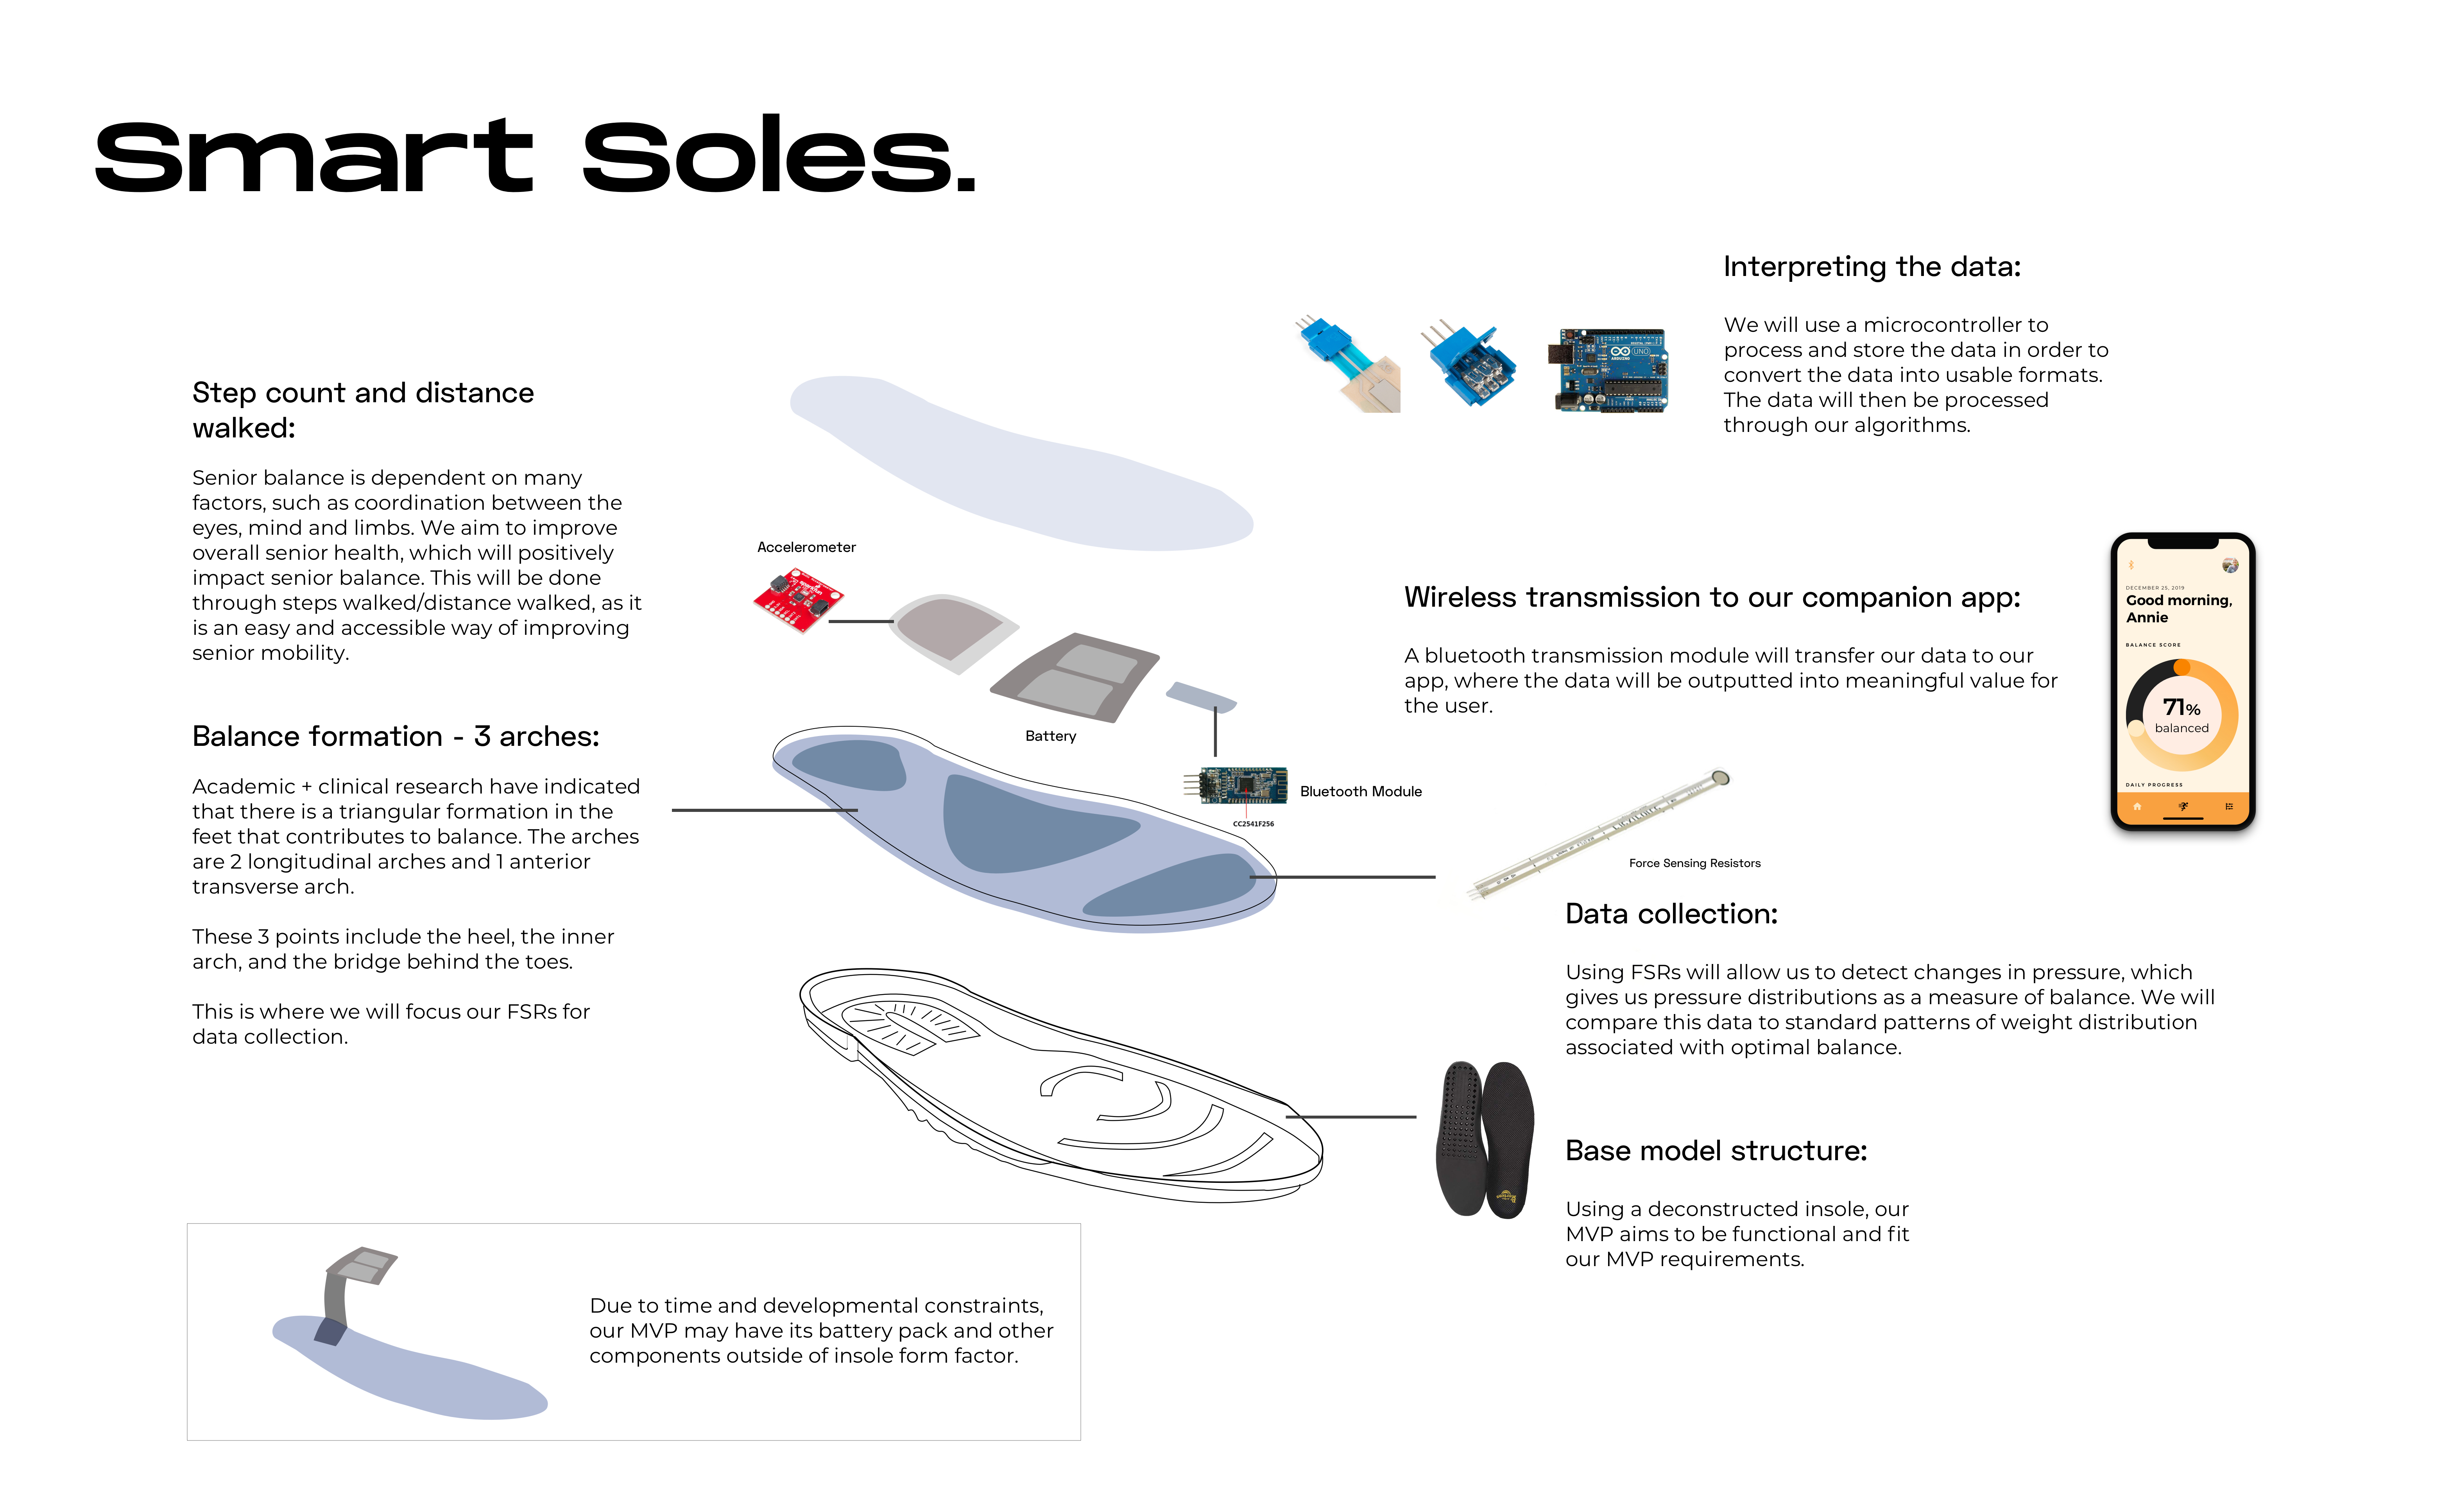 Smart Soles.
Step count and distance
walked:
Senior balance is dependent on many
factors, such as coordination between the
eyes, mind and limbs. We aim to improve
overall senior health, which will positively
impact senior balance. This will be done
through steps walked/distance walked, as it
is an easy and accessible way of improving
senior mobility.
Balance formation - 3 arches:
Academic + clinical research have indicated
that there is a triangular formation in the
feet that contributes to balance. The arches
are 2 longitudinal arches and 1 anterior
transverse arch.
These 3 points include the heel, the inner
arch, and the bridge behind the toes.
This is where we will focus our FSRs for
data collection.
Accelerometer
Battery
Bluetooth Module
CC2541F256
Interpreting the data:
We will use a microcontroller to
process and store the data in order to
convert the data into usable formats.
The data will then be processed
through our algorithms.
UNO
ARDUINO
Wireless transmission to our companion app:
A bluetooth transmission module will transfer our data to our
app, where the data will be outputted into meaningful value for
the user.
DECEMBER 25, 2019
Good morning,
Annie
BALANCE SCORE
71%
balanced
DAILY PROGRESS
Force Sensing Resistors
Data collection:
Using FSRs will allow us to detect changes in pressure, which
gives us pressure distributions as a measure of balance. We will
compare this data to standard patterns of weight distribution
associated with optimal balance.
Base model structure:
Using a deconstructed insole, our
MVP aims to be functional and fit
our MVP requirements.
Due to time and developmental constraints,
our MVP may have its battery pack and other
components outside of insole form factor.